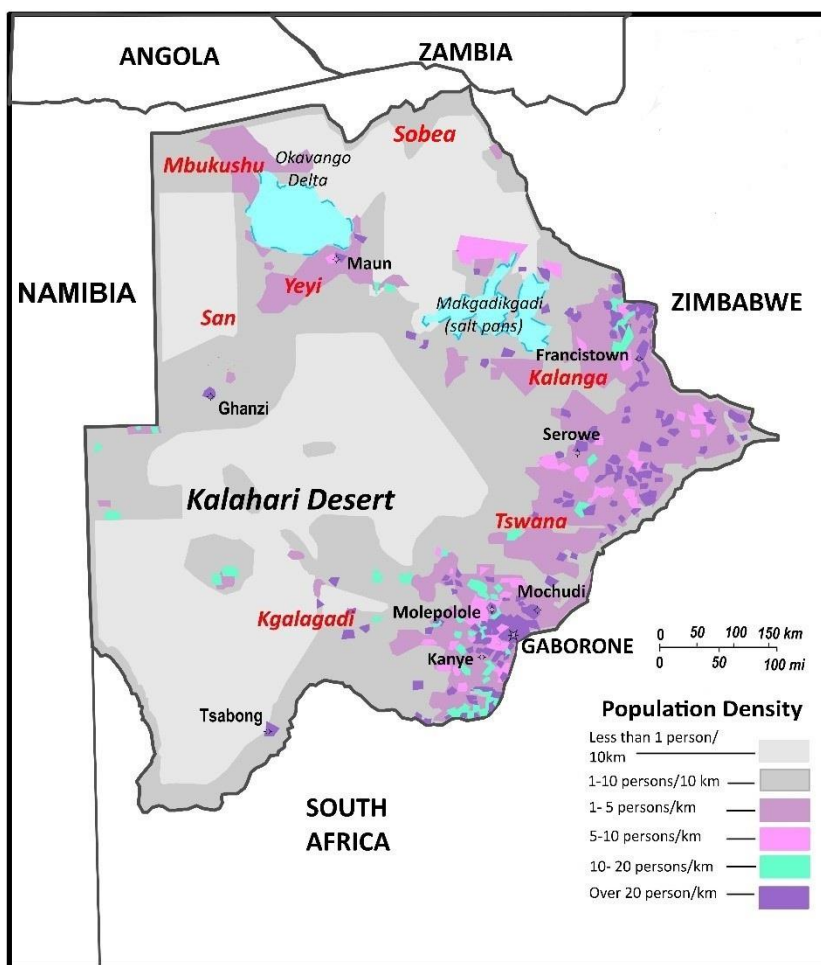 ANGOLA
ZAMBIA
Sobea
Mbukushu
Okavango
Delta
NAMIBIA
Maun
Yeyi
San
Makgadikgadi
(salt pans)
ZIMBABWE
Francistown
Kalanga
Ghanzi
Serowe
Kalahari Desert
Tswana
Kgalagadi
Molepolole
Mochudi
GABORONE
Kanye
Tsabong
SOUTH
AFRICA
0 50 100 150 km
0 50 100 mi
Population Density
Less than 1 person/
10km
1-10 persons/10 km
1- 5 persons/km
5-10 persons/km
10- 20 persons/km
Over 20 person/km